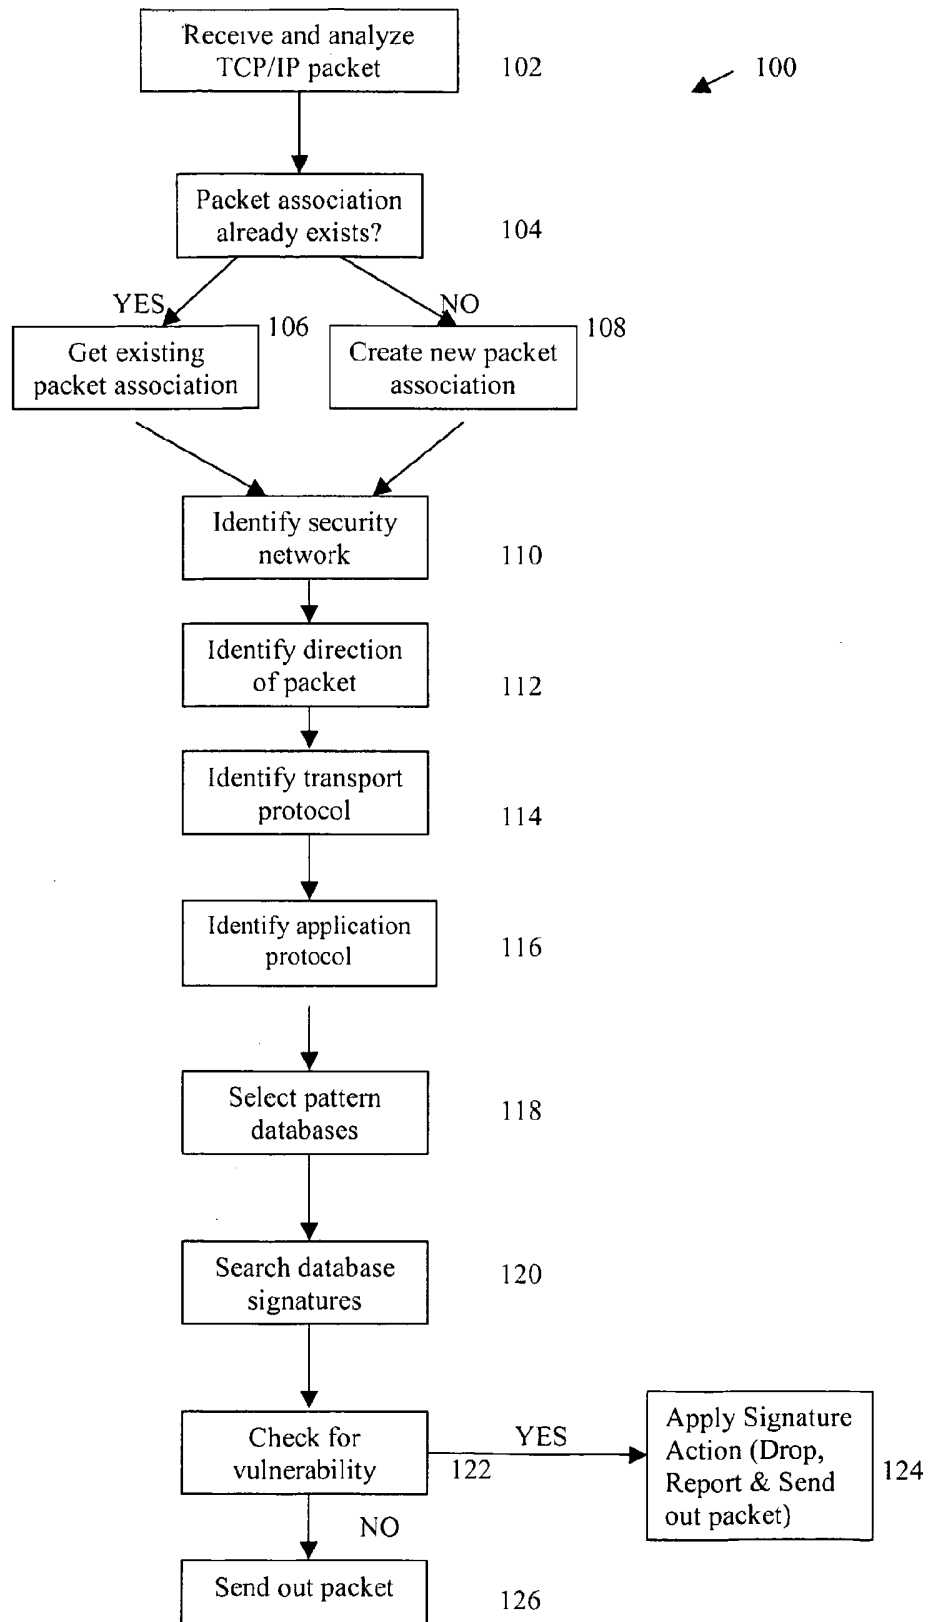 Receive and analyze
TCP/IP packet
102
100
Packet association
already exists?
104
YES
NO
106
108
Get existing
packet association
Create new packet
association
Identify security
network
110
Identify direction
of packet
112
Identify transport
protocol
114
Identify application
protocol
116
Select pattern
databases
118
Search database
signatures
120
Check for
vulnerability
122
YES
Apply Signature
Action (Drop,
Report & Send
out packet)
124
NO
Send out packet
126